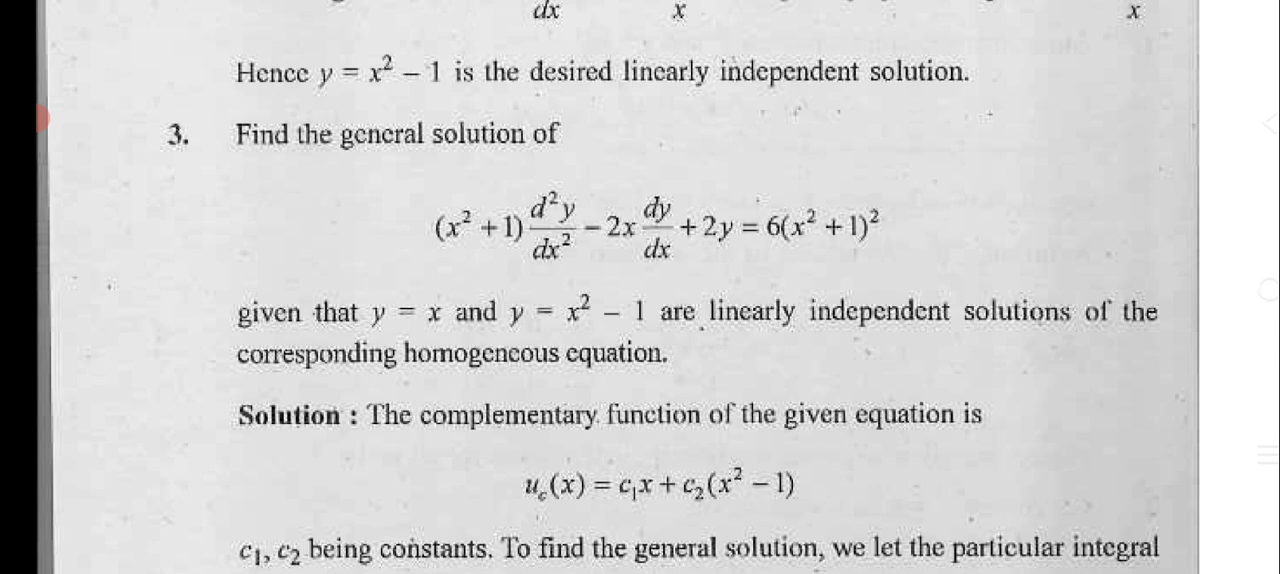 dx x x
Hence y = x² – 1 is the desired linearly independent solution.
3. Find the general solution of
(x² + 1) d²y/dx² – 2x dy/dx + 2y = 6(x² + 1)²
given that y = x and y = x² – 1 are linearly independent solutions of the
corresponding homogeneous equation.
Solution : The complementary function of the given equation is
u_c(x) = c₁x + c₂(x² – 1)
c₁, c₂ being constants. To find the general solution, we let the particular integral